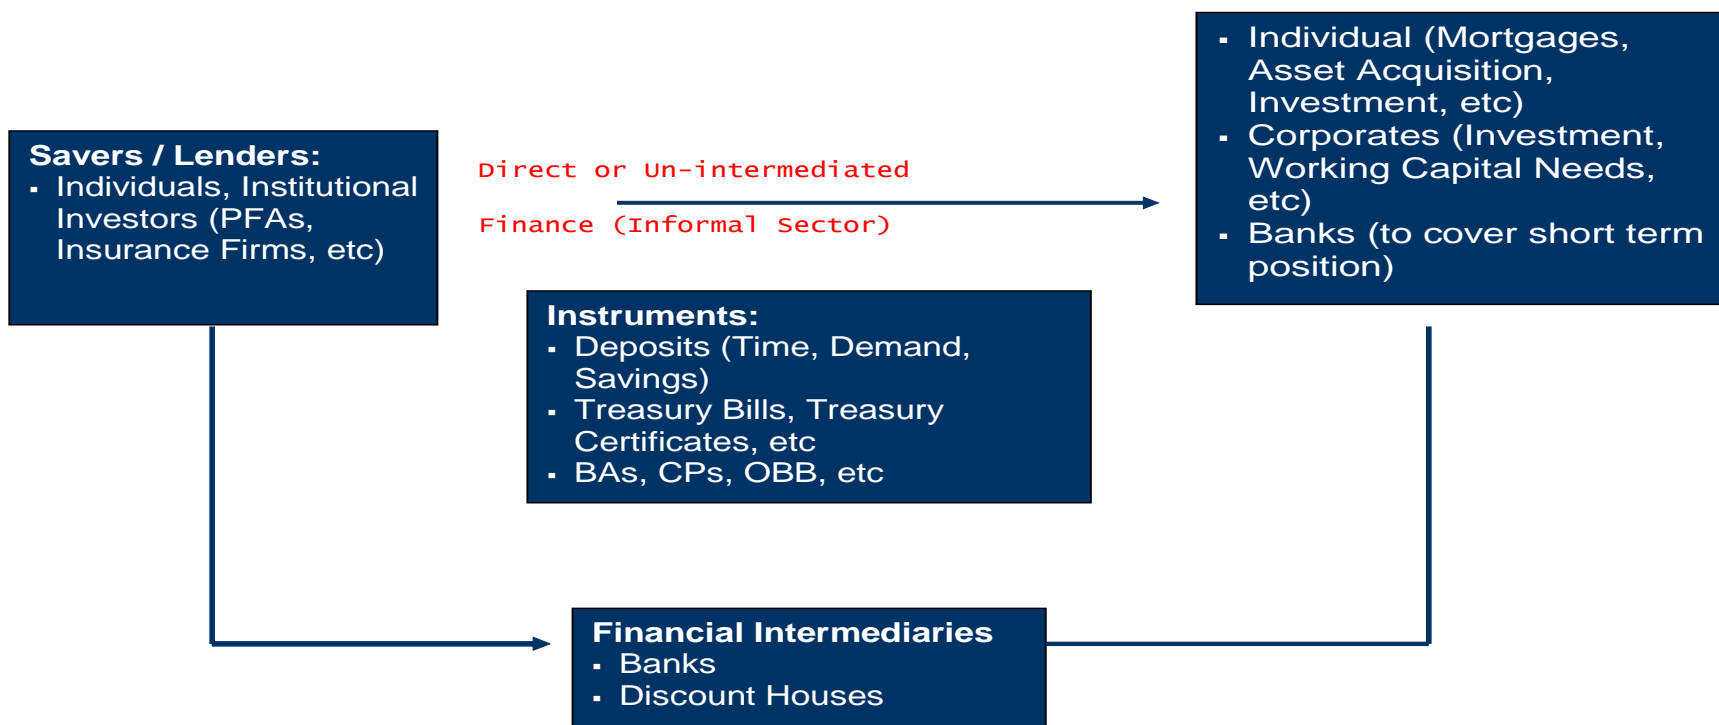 Savers / Lenders:
▪ Individuals, Institutional
Investors (PFAs,
Insurance Firms, etc)
Direct or Un-intermediated
Finance (Informal Sector)
▪ Individual (Mortgages,
Asset Acquisition,
Investment, etc)
▪ Corporates (Investment,
Working Capital Needs,
etc)
▪ Banks (to cover short term
position)
Instruments:
▪ Deposits (Time, Demand,
Savings)
▪ Treasury Bills, Treasury
Certificates, etc
▪ BAs, CPs, OBB, etc
Financial Intermediaries
▪ Banks
▪ Discount Houses